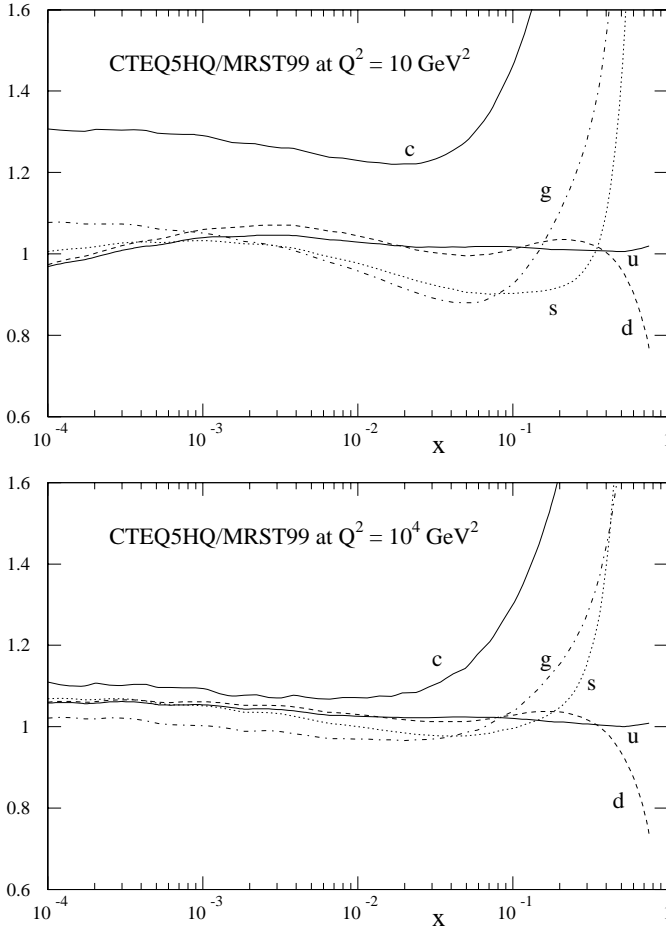 1.6
CTEQ5HQ/MRST99 at Q² = 10 GeV²
1.4
c
1.2
g
1
u
s
0.8
d
0.6
10⁻⁴ 10⁻³ 10⁻² 10⁻¹ 1
x
1.6
CTEQ5HQ/MRST99 at Q² = 10⁴ GeV²
1.4
1.2
c
g
s
1
u
0.8
d
0.6
10⁻⁴ 10⁻³ 10⁻² 10⁻¹ 1
x